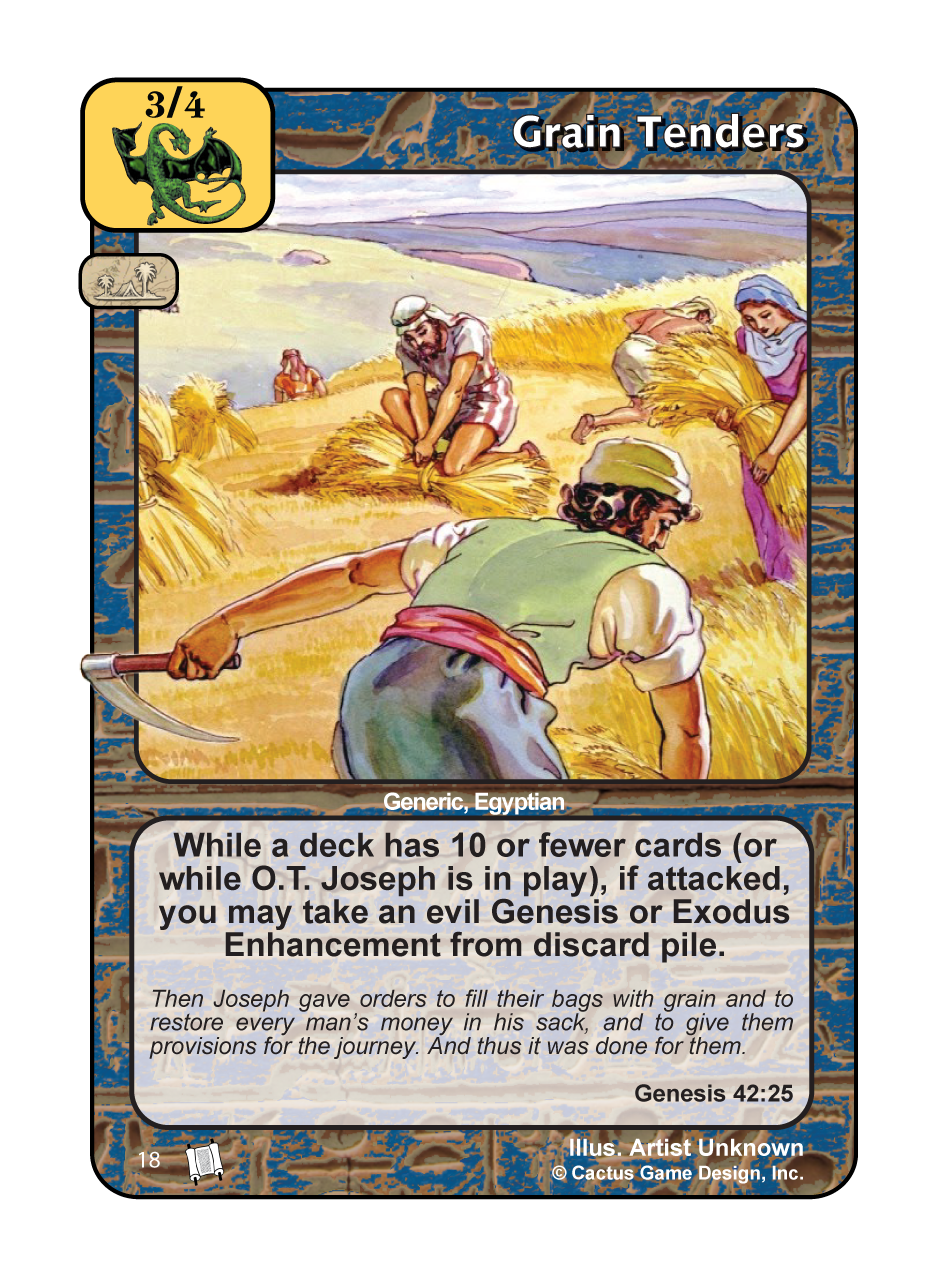 3/4
Grain Tenders
Generic, Egyptian
While a deck has 10 or fewer cards (or
while O.T. Joseph is in play), if attacked,
you may take an evil Genesis or Exodus
Enhancement from discard pile.
Then Joseph gave orders to fill their bags with grain and to
restore every man's money in his sack, and to give them
provisions for the journey. And thus it was done for them.
Genesis 42:25
18
Illus. Artist Unknown
© Cactus Game Design, Inc.